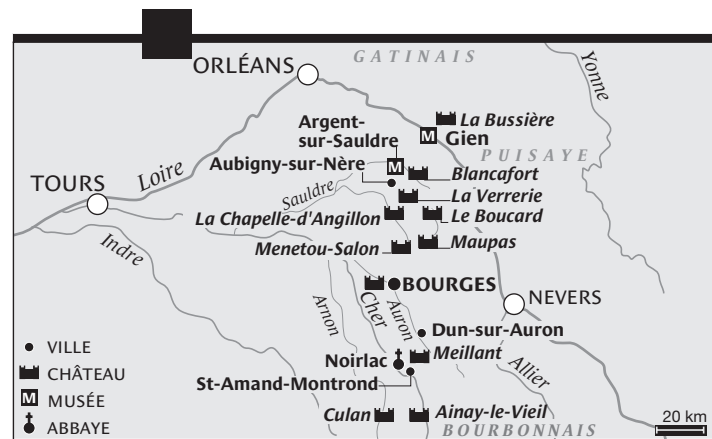 GATINAIS
ORLÉANS
Yonne
La Bussière
Argent-
sur-Sauldre
M
Gien
PUISAYE
Aubigny-sur-Nère
M
Blancafort
Loire
TOURS
Sauldre
La Verrerie
La Chapelle-d'Angillon
Le Boucard
Indre
Menetou-Salon
Maupas
BOURGES
NEVERS
Arnon
Cher
Auron
Dun-sur-Auron
VILLE
Noirlac
Meillant
Allier
CHÂTEAU
St-Amand-Montrond
M MUSÉE
Culan
Ainay-le-Vieil
20 km
ABBAYE
BOURBONNAIS